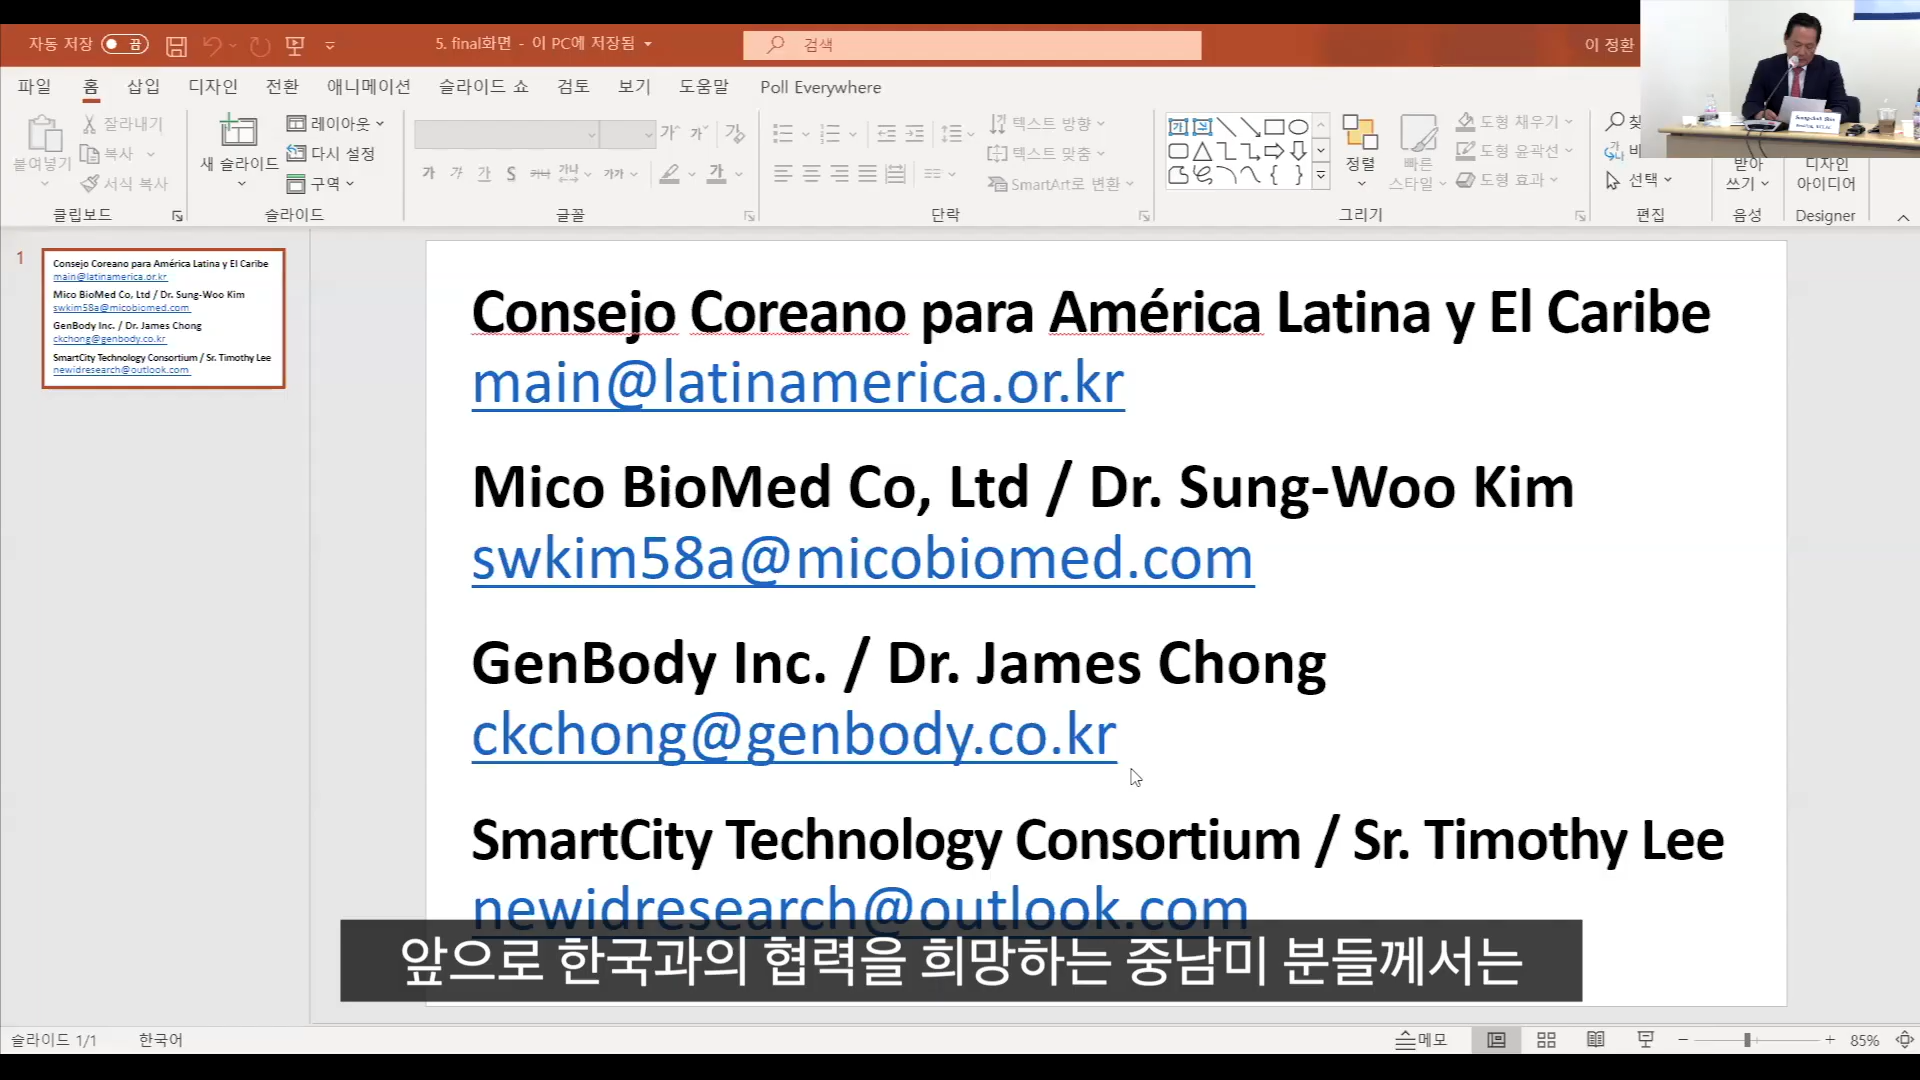 자동 저장 끔
5. final화면 - 이 PC에 저장됨
검색
이 정환
파일 홈 삽입 디자인 전환 애니메이션 슬라이드 쇼 검토 보기 도움말 Poll Everywhere
붙여넣기
잘라내기
복사
서식 복사
클립보드
새 슬라이드
레이아웃
다시 설정
구역
슬라이드
글꼴
텍스트 방향
텍스트 맞춤
SmartArt로 변환
단락
정렬
빠른
스타일
도형 채우기
도형 윤곽선
도형 효과
그리기
선택
편집
받아
쓰기
음성
디자인
아이디어
Designer
1
Consejo Coreano para América Latina y El Caribe
main@latinamerica.or.kr
Mico BioMed Co, Ltd / Dr. Sung-Woo Kim
swkim58a@micobiomed.com
GenBody Inc. / Dr. James Chong
ckchong@genbody.co.kr
SmartCity Technology Consortium / Sr. Timothy Lee
newidresearch@outlook.com
Consejo Coreano para América Latina y El Caribe
main@latinamerica.or.kr
Mico BioMed Co, Ltd / Dr. Sung-Woo Kim
swkim58a@micobiomed.com
GenBody Inc. / Dr. James Chong
ckchong@genbody.co.kr
SmartCity Technology Consortium / Sr. Timothy Lee
newidresearch@outlook.com
앞으로 한국과의 협력을 희망하는 중남미 분들께서는
슬라이드 1/1 한국어
메모
85%